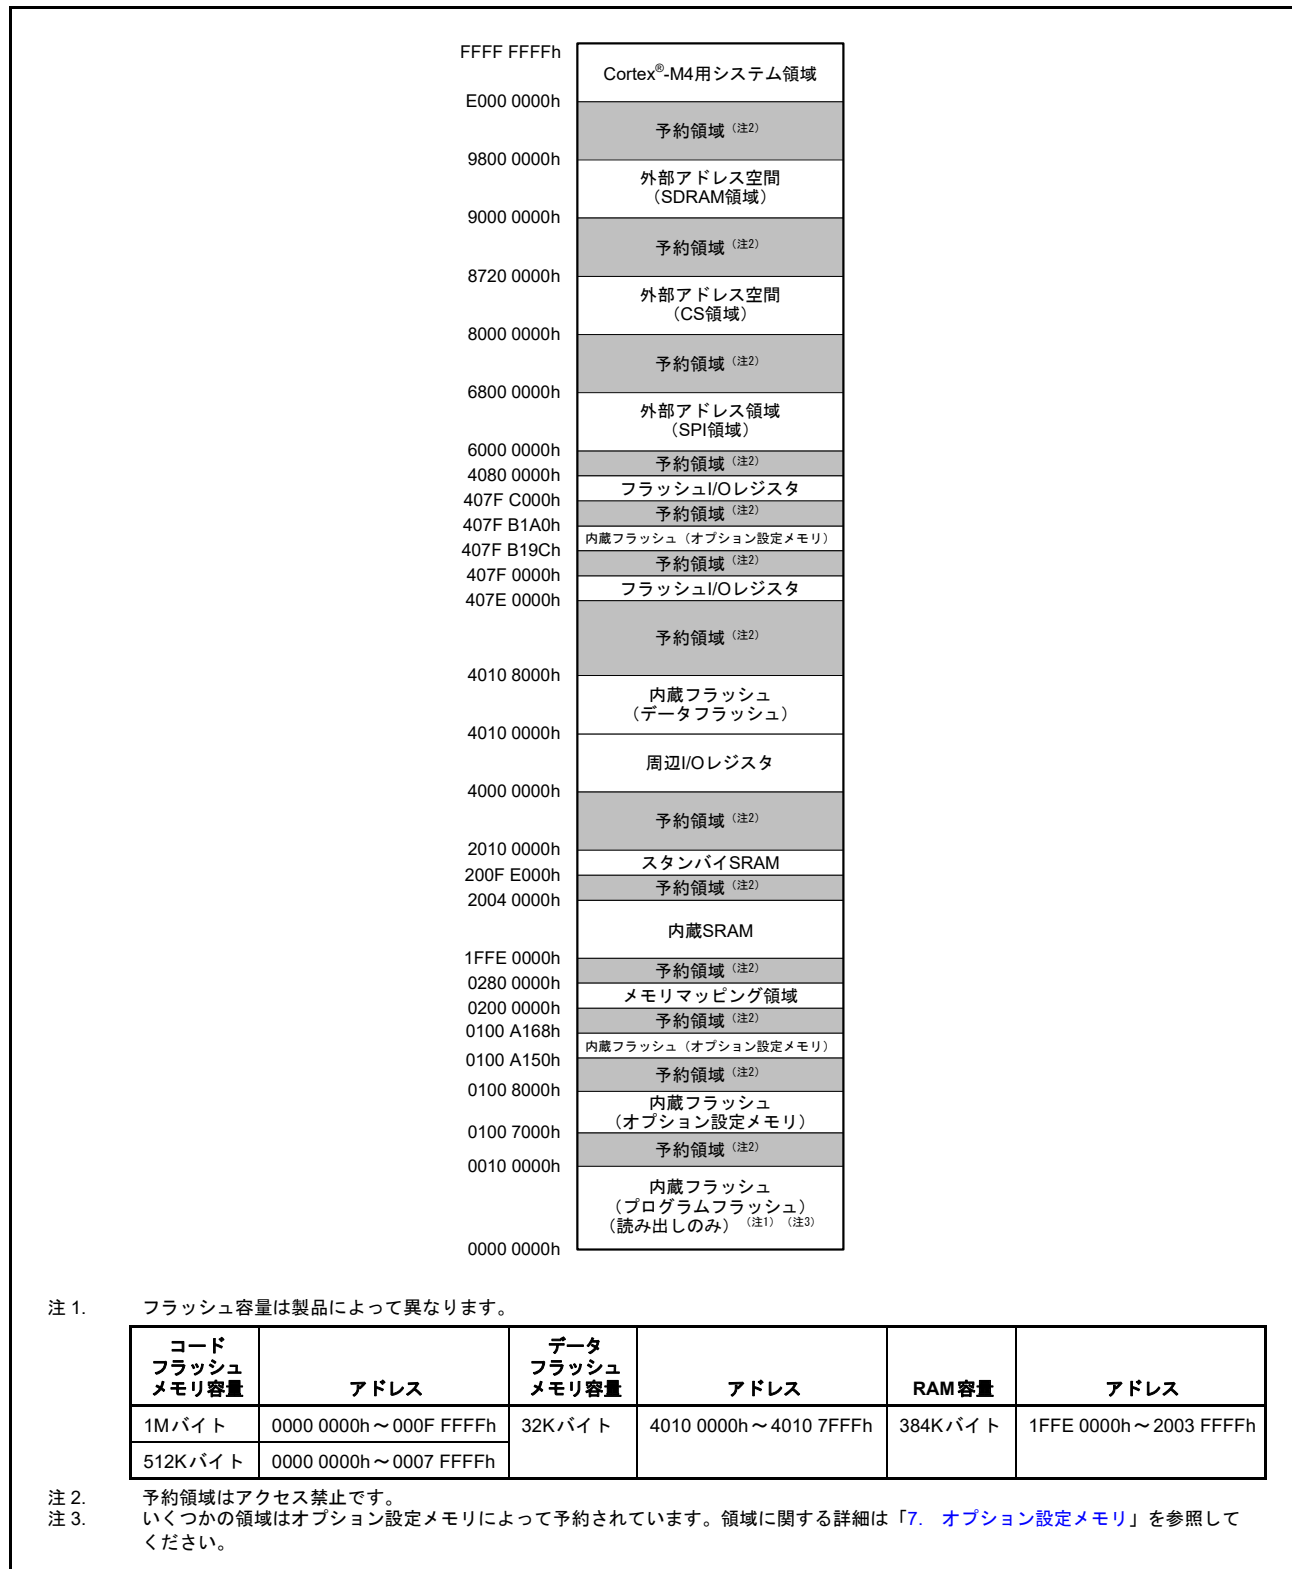 FFFF FFFFh
Cortex®-M4用システム領域
E000 0000h
予約領域（注2）
9800 0000h
外部アドレス空間
（SDRAM領域）
9000 0000h
予約領域（注2）
8720 0000h
外部アドレス空間
（CS領域）
8000 0000h
予約領域（注2）
6800 0000h
外部アドレス領域
（SPI領域）
6000 0000h
予約領域（注2）
4080 0000h
フラッシュI/Oレジスタ
407F C000h
予約領域（注2）
407F B1A0h
内蔵フラッシュ（オプション設定メモリ）
407F B19Ch
予約領域（注2）
407F 0000h
フラッシュI/Oレジスタ
407E 0000h
予約領域（注2）
4010 8000h
内蔵フラッシュ
（データフラッシュ）
4010 0000h
周辺I/Oレジスタ
4000 0000h
予約領域（注2）
2010 0000h
スタンバイSRAM
200F E000h
予約領域（注2）
2004 0000h
内蔵SRAM
1FFE 0000h
予約領域（注2）
0280 0000h
メモリマッピング領域
0200 0000h
予約領域（注2）
0100 A168h
内蔵フラッシュ（オプション設定メモリ）
0100 A150h
予約領域（注2）
0100 8000h
内蔵フラッシュ
（オプション設定メモリ）
0100 7000h
予約領域（注2）
0010 0000h
内蔵フラッシュ
（プログラムフラッシュ）
（読み出しのみ）（注1）（注3）
0000 0000h
注 1. フラッシュ容量は製品によって異なります。
コード フラッシュ メモリ容量 アドレス データ フラッシュ メモリ容量 アドレス RAM容量 アドレス
1Mバイト 0000 0000h～000F FFFFh 32Kバイト 4010 0000h～4010 7FFFh 384Kバイト 1FFE 0000h～2003 FFFFh
512Kバイト 0000 0000h～0007 FFFFh
注 2. 予約領域はアクセス禁止です。
注 3. いくつかの領域はオプション設定メモリによって予約されています。領域に関する詳細は「7. オプション設定メモリ」を参照して
ください。